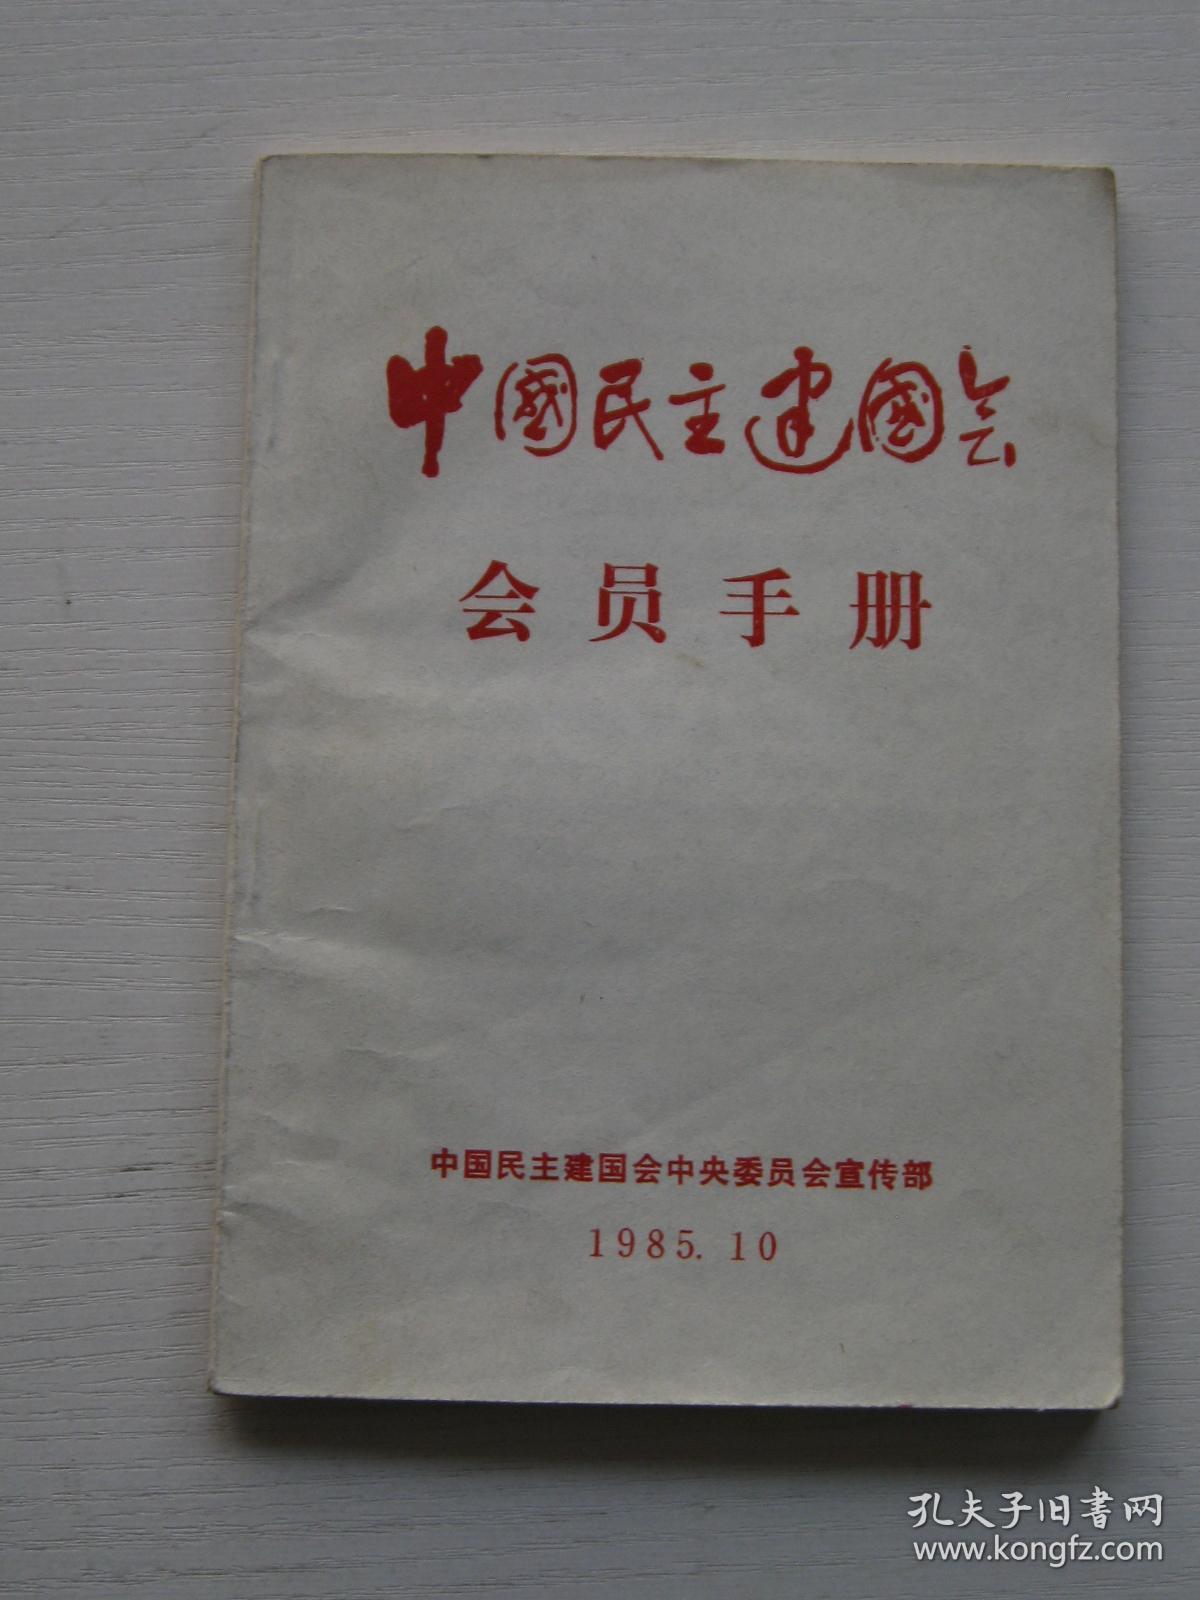 中國民主建國会
会员手册
中国民主建国会中央委员会宣传部
1985.10
孔夫子旧书网
www.kongfz.com